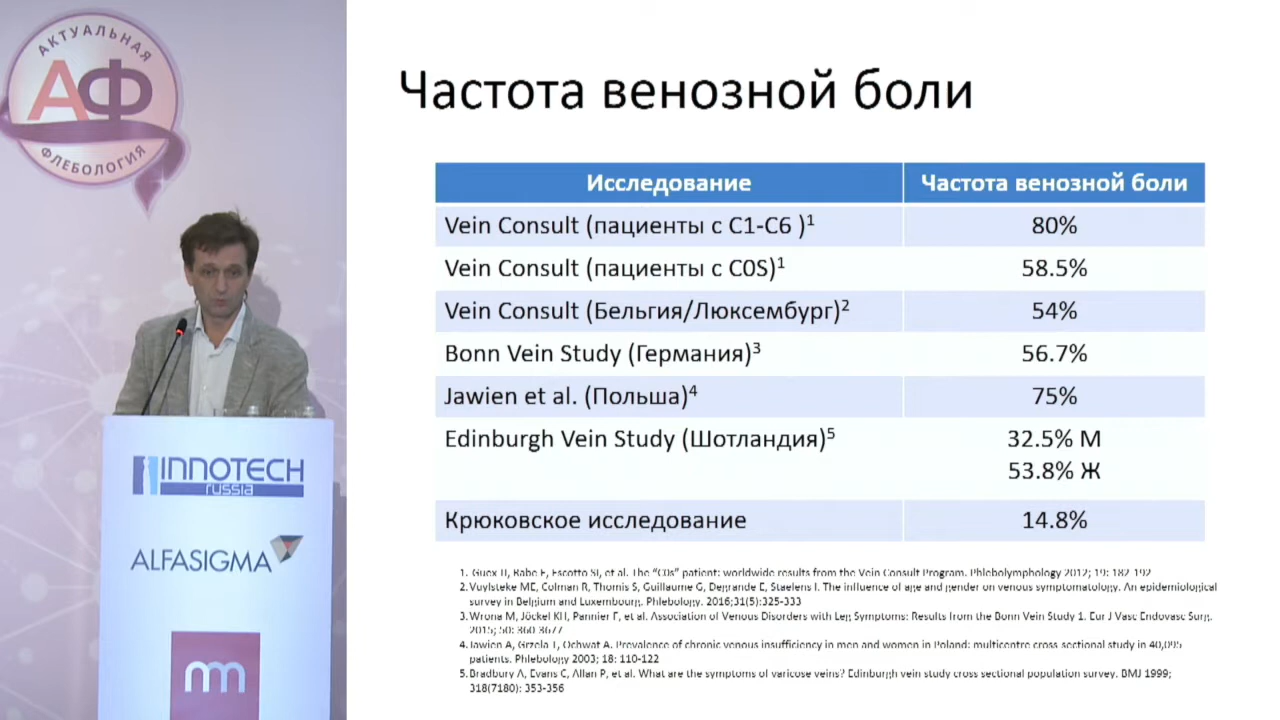 АКТУАЛЬНАЯ
АФ
ФЛЕБОЛОГИЯ
INNOTECH
russia
ALFASIGMA
Частота венозной боли
Исследование Частота венозной боли
Vein Consult (пациенты с C1-C6 )¹ 80%
Vein Consult (пациенты с C0S)¹ 58.5%
Vein Consult (Бельгия/Люксембург)² 54%
Bonn Vein Study (Германия)³ 56.7%
Jawien et al. (Польша)⁴ 75%
Edinburgh Vein Study (Шотландия)⁵ 32.5% М
53.8% Ж
Крюковское исследование 14.8%
1. Guex JJ, Rabe E, Escotto SI, et al. The "C0s" patient: worldwide results from the Vein Consult Program. Phlebolymphology 2012; 19: 182-192
2. Vuylsteke ME, Colman R, Thomis S, Guillaume G, Degrande E, Staelens I. The influence of age and gender on venous symptomatology. An epidemiological
survey in Belgium and Luxembourg. Phlebology. 2016;31(5):325-333
3. Wrona M, Jöckel KH, Pannier F, et al. Association of Venous Disorders with Leg Symptoms: Results from the Bonn Vein Study 1. Eur J Vasc Endovasc Surg.
2015; 50: 360-3677
4. Jawien A, Grzela T, Ochwat A. Prevalence of chronic venous insufficiency in men and women in Poland: multicentre cross sectional study in 40,095
patients. Phlebology 2003; 18: 110-122
5. Bradbury A, Evans C, Allan P, et al. What are the symptoms of varicose veins? Edinburgh vein study cross sectional population survey. BMJ 1999;
318(7180): 353-356